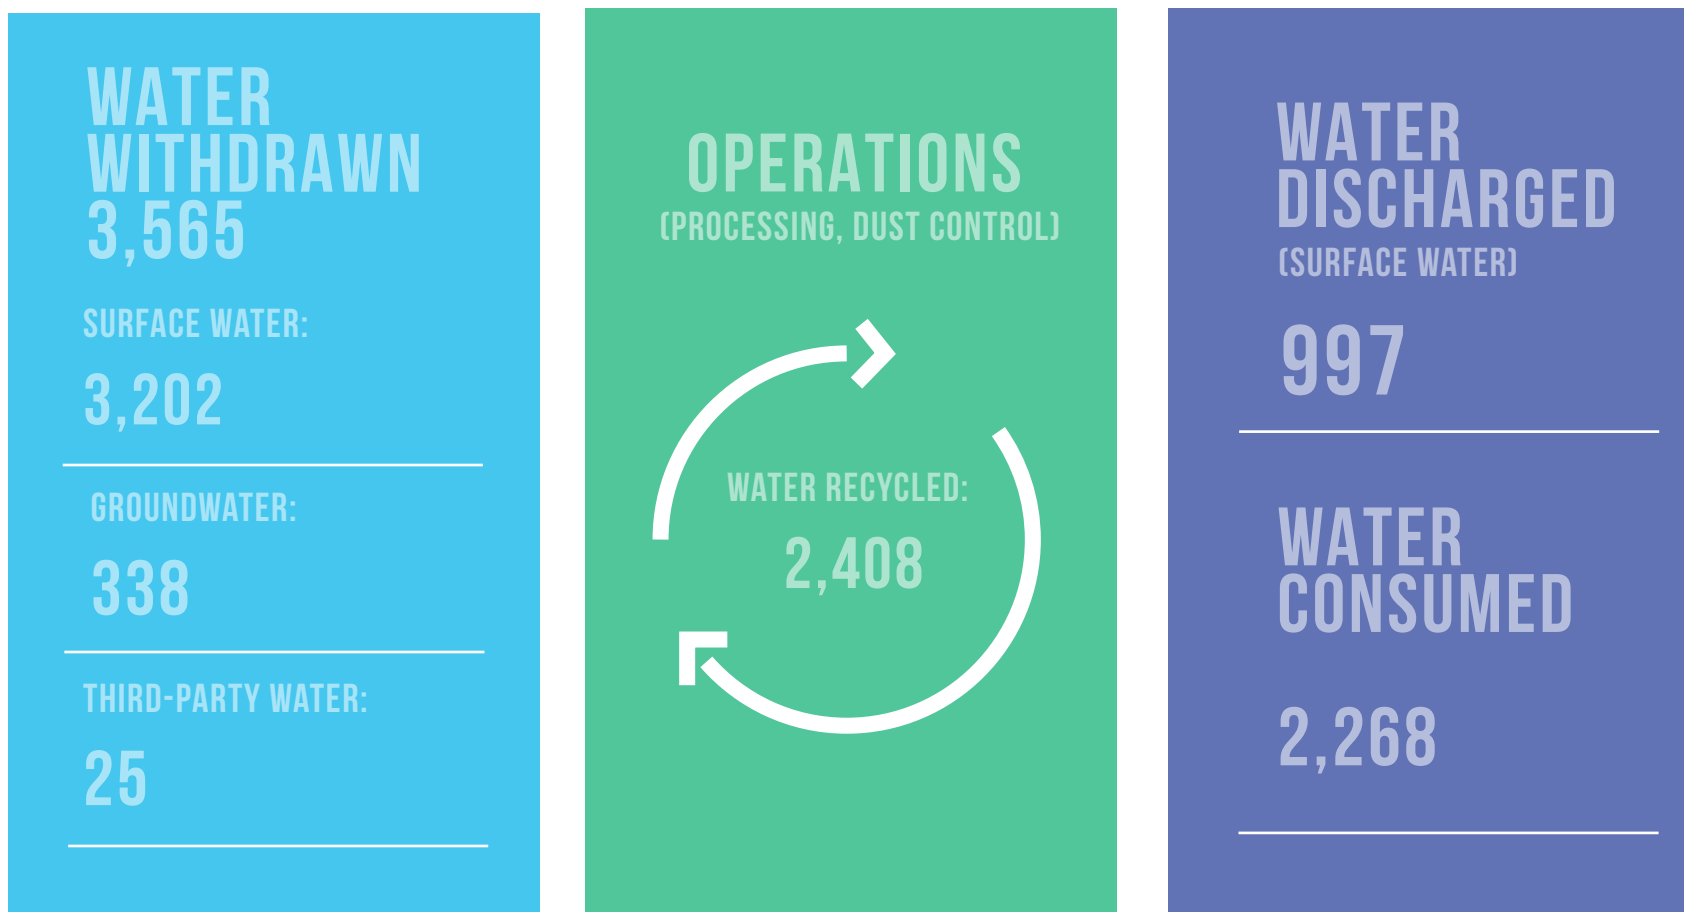 WATER
WITHDRAWN
3,565
SURFACE WATER:
3,202
GROUNDWATER:
338
THIRD-PARTY WATER:
25
OPERATIONS
(PROCESSING, DUST CONTROL)
WATER RECYCLED:
2,408
WATER
DISCHARGED
(SURFACE WATER)
997
WATER
CONSUMED
2,268